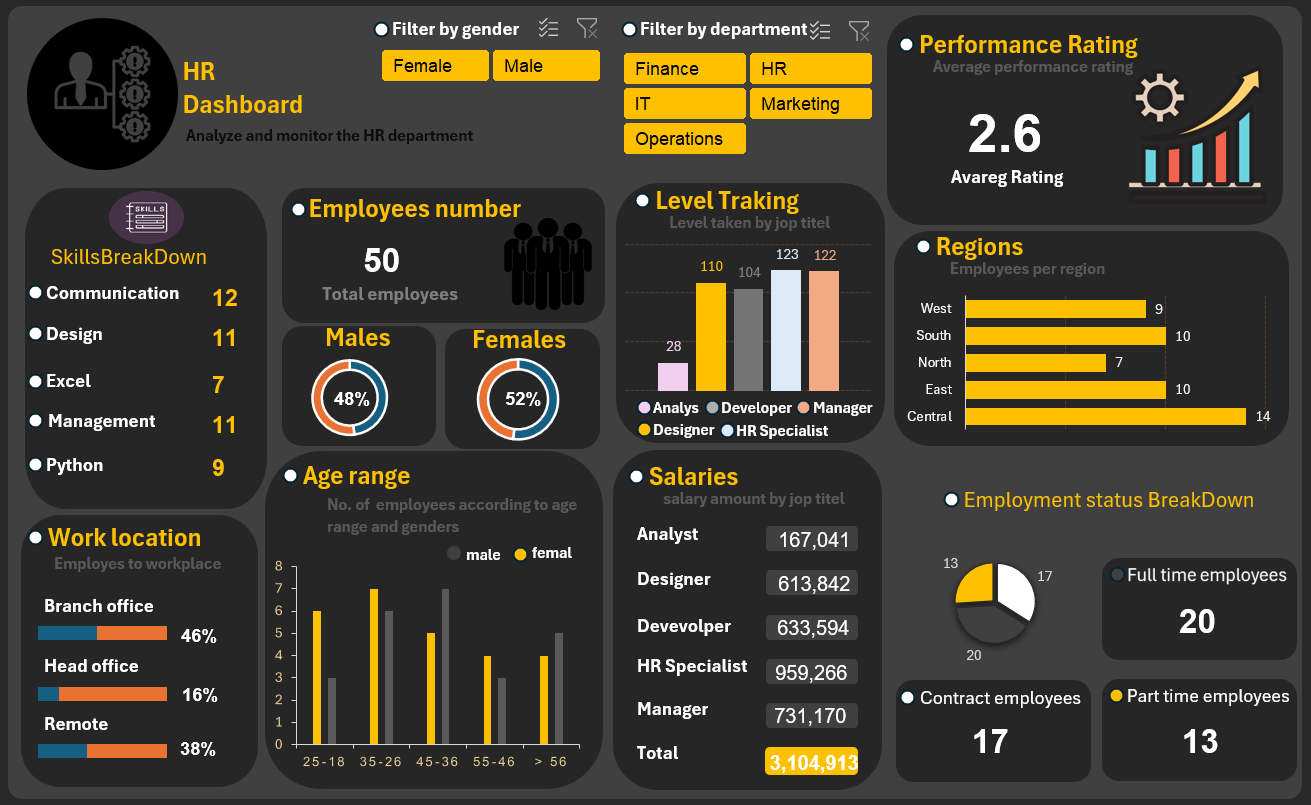 HR
Dashboard
Analyze and monitor the HR department
Filter by gender
Female
Male
Filter by department
Finance
HR
IT
Marketing
Operations
Performance Rating
Average performance rating
2.6
Avareg Rating
SKILLS
SkillsBreakDown
Communication 12
Design 11
Excel 7
Management 11
Python 9
Employees number
50
Total employees
Males
48%
Females
52%
Level Traking
Level taken by jop titel
28
110
104
123
122
Analys Developer Manager
Designer HR Specialist
Regions
Employees per region
West 9
South 10
North 7
East 10
Central 14
Work location
Employes to workplace
Branch office
46%
Head office
16%
Remote
38%
Age range
No. of employees according to age
range and genders
male femal
8
7
6
5
4
3
2
1
0
25-18 35-26 45-36 55-46 > 56
Salaries
salary amount by jop titel
Analyst 167,041
Designer 613,842
Devevolper 633,594
HR Specialist 959,266
Manager 731,170
Total 3,104,913
Employment status BreakDown
13
17
20
Full time employees
20
Contract employees
17
Part time employees
13